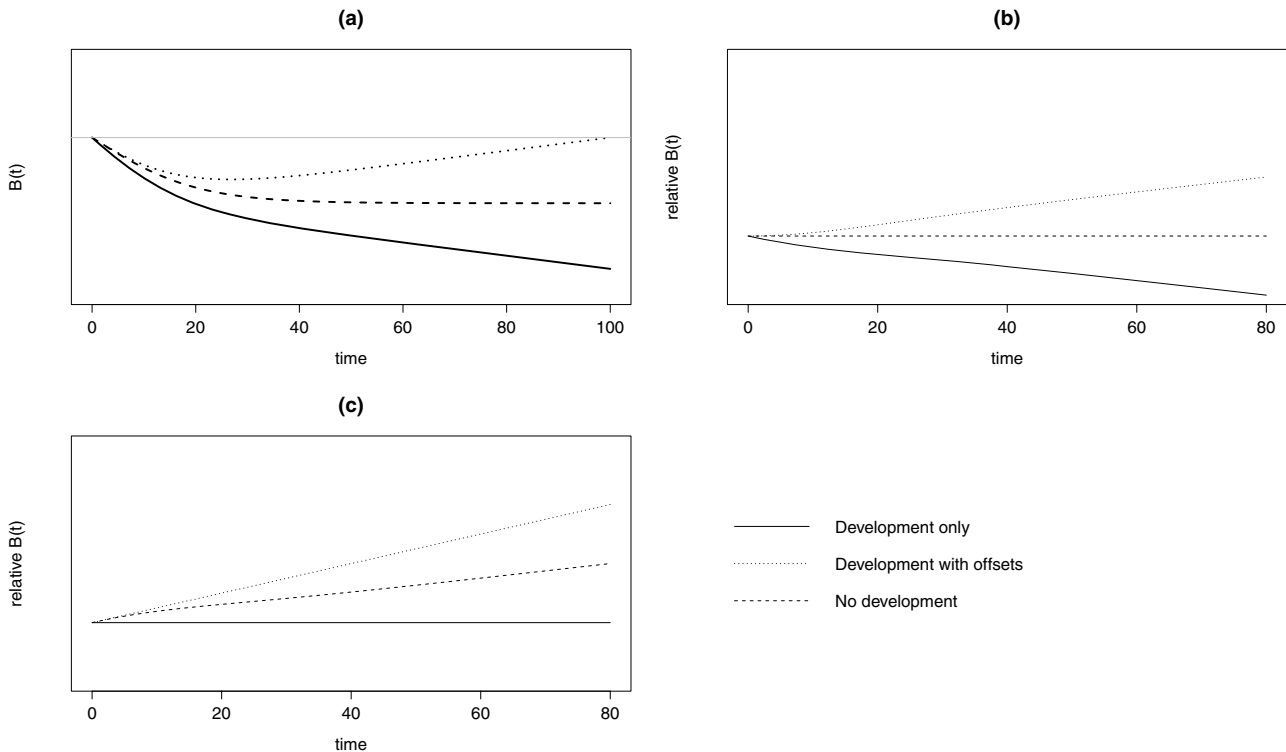 (a)
B(t)
0 20 40 60 80 100
time
(b)
relative B(t)
0 20 40 60 80
time
(c)
relative B(t)
0 20 40 60 80
time
Development only
Development with offsets
No development